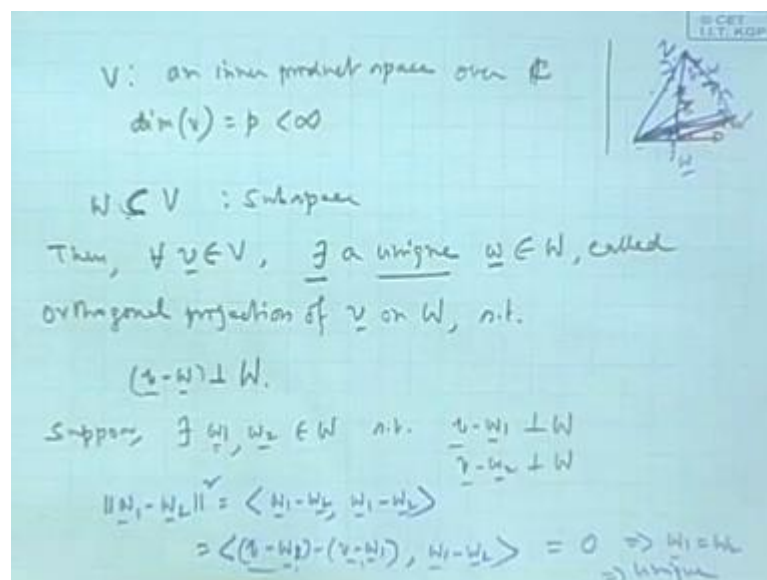 © CET
I.I.T. KGP
V: an inner product space over ₵
dim(v) = p < ∞
W ⊆ V : Subspace
Then, ∀ v ∈ V, ∃ a unique w ∈ W, called
orthogonal projection of v on W, s.t.
(v-w) ⊥ W.
Suppose, ∃ w1, w2 ∈ W s.t. v-w1 ⊥ W
v-w2 ⊥ W
||w1-w2||² = <w1-w2, w1-w2>
= <(v-w2)-(v-w1), w1-w2> = 0 => w1=w2
=> unique